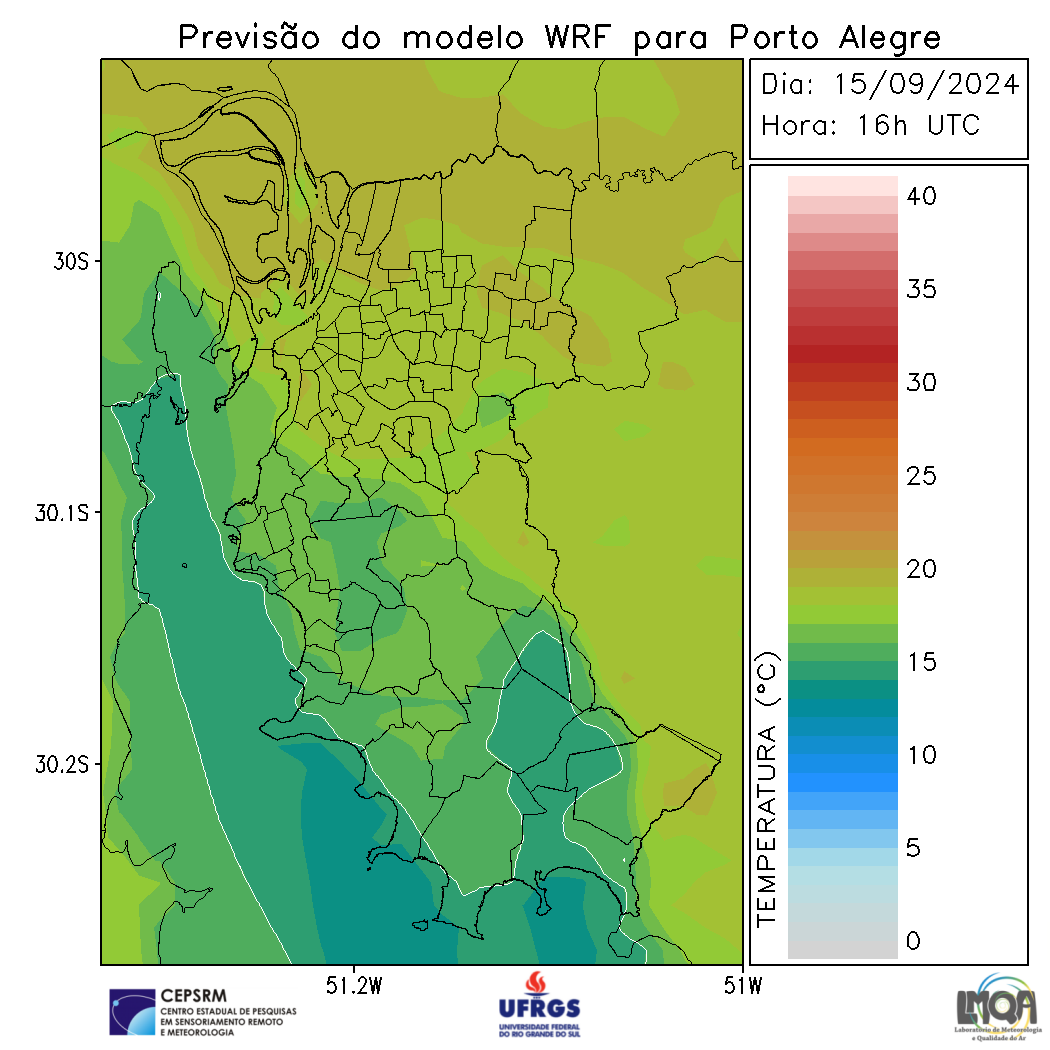 Previsão do modelo WRF para Porto Alegre
Dia: 15/09/2024
Hora: 16h UTC
40
35
30
25
20
15
10
5
0
TEMPERATURA (°C)
30S
30.1S
30.2S
51.2W
51W
CEPSRM
CENTRO ESTADUAL DE PESQUISAS
EM SENSORIAMENTO REMOTO
E METEOROLOGIA
UFRGS
UNIVERSIDADE FEDERAL
DO RIO GRANDE DO SUL
LMQA
Laboratório de Meteorologia
e Qualidade do Ar